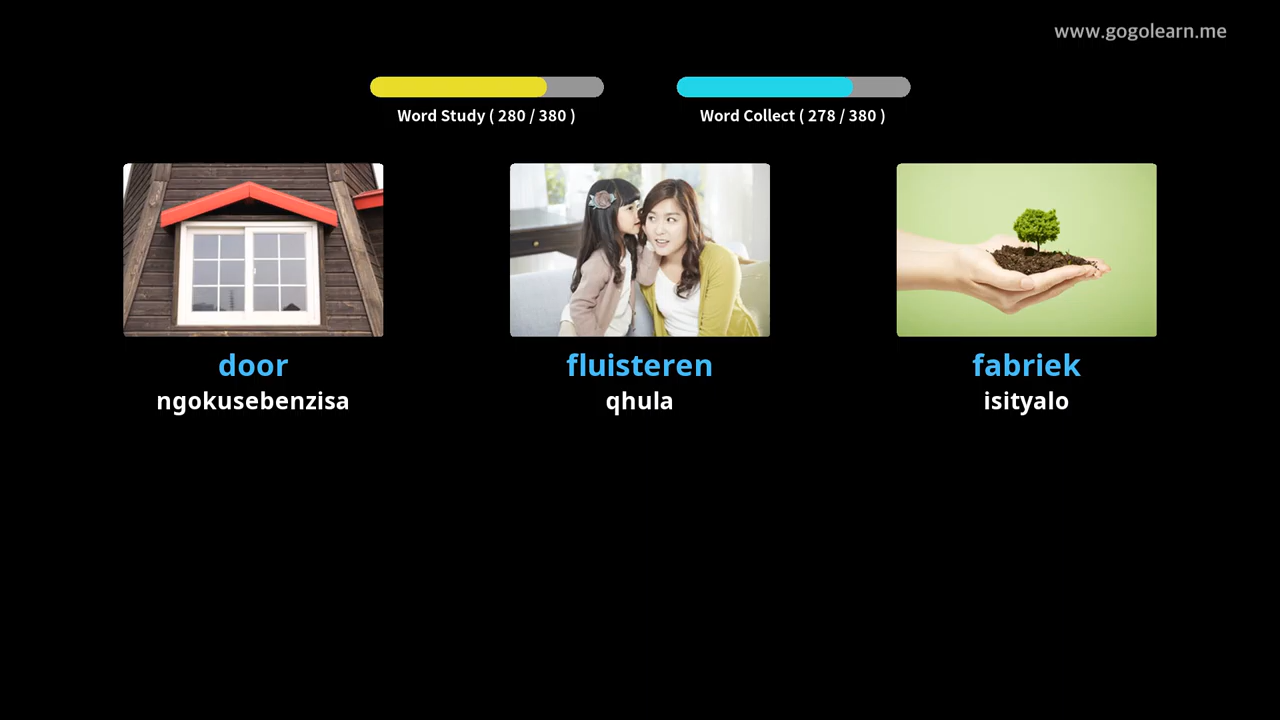 www.gogolearn.me
Word Study ( 280 / 380 )
Word Collect ( 278 / 380 )
door
fluisteren
fabriek
ngokusebenzisa
qhula
isityalo